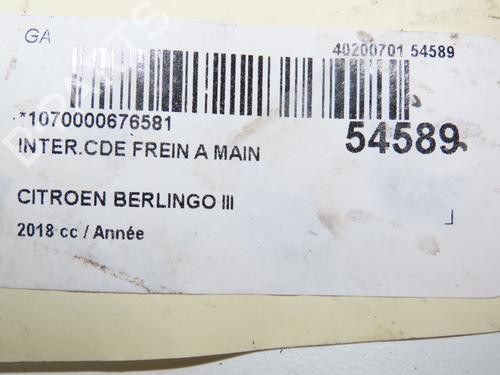 GA
40200701 54589
*1070000676581
54589
INTER.CDE FREIN A MAIN
CITROEN BERLINGO III
2018 cc / Année